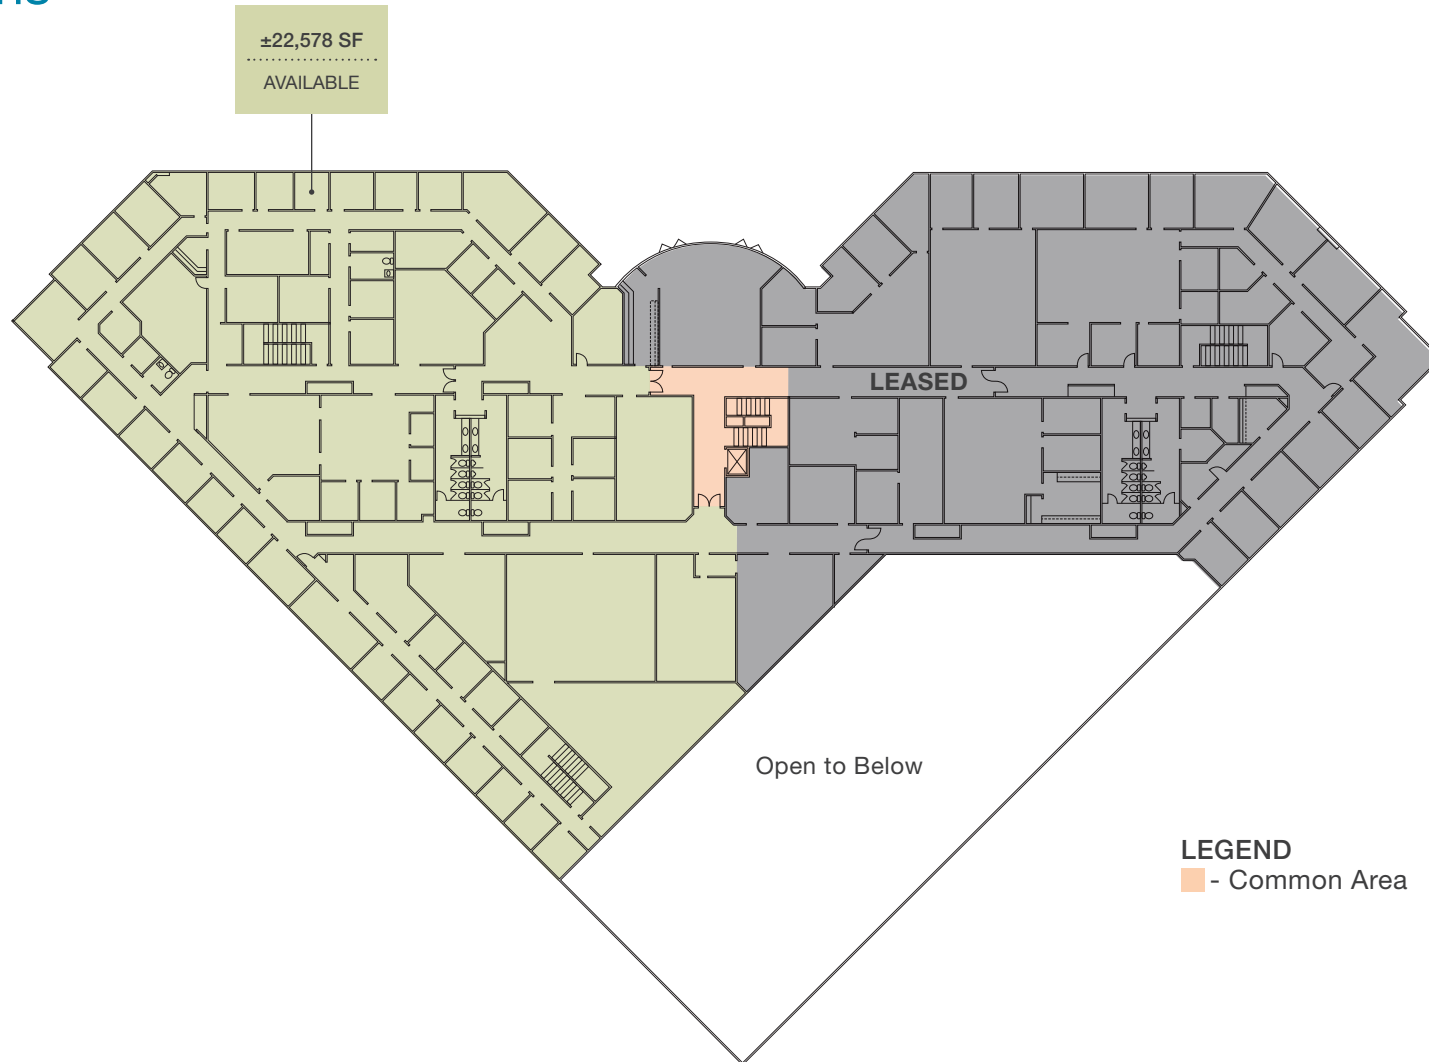 ±22,578 SF
AVAILABLE
LEASED
Open to Below
LEGEND
- Common Area